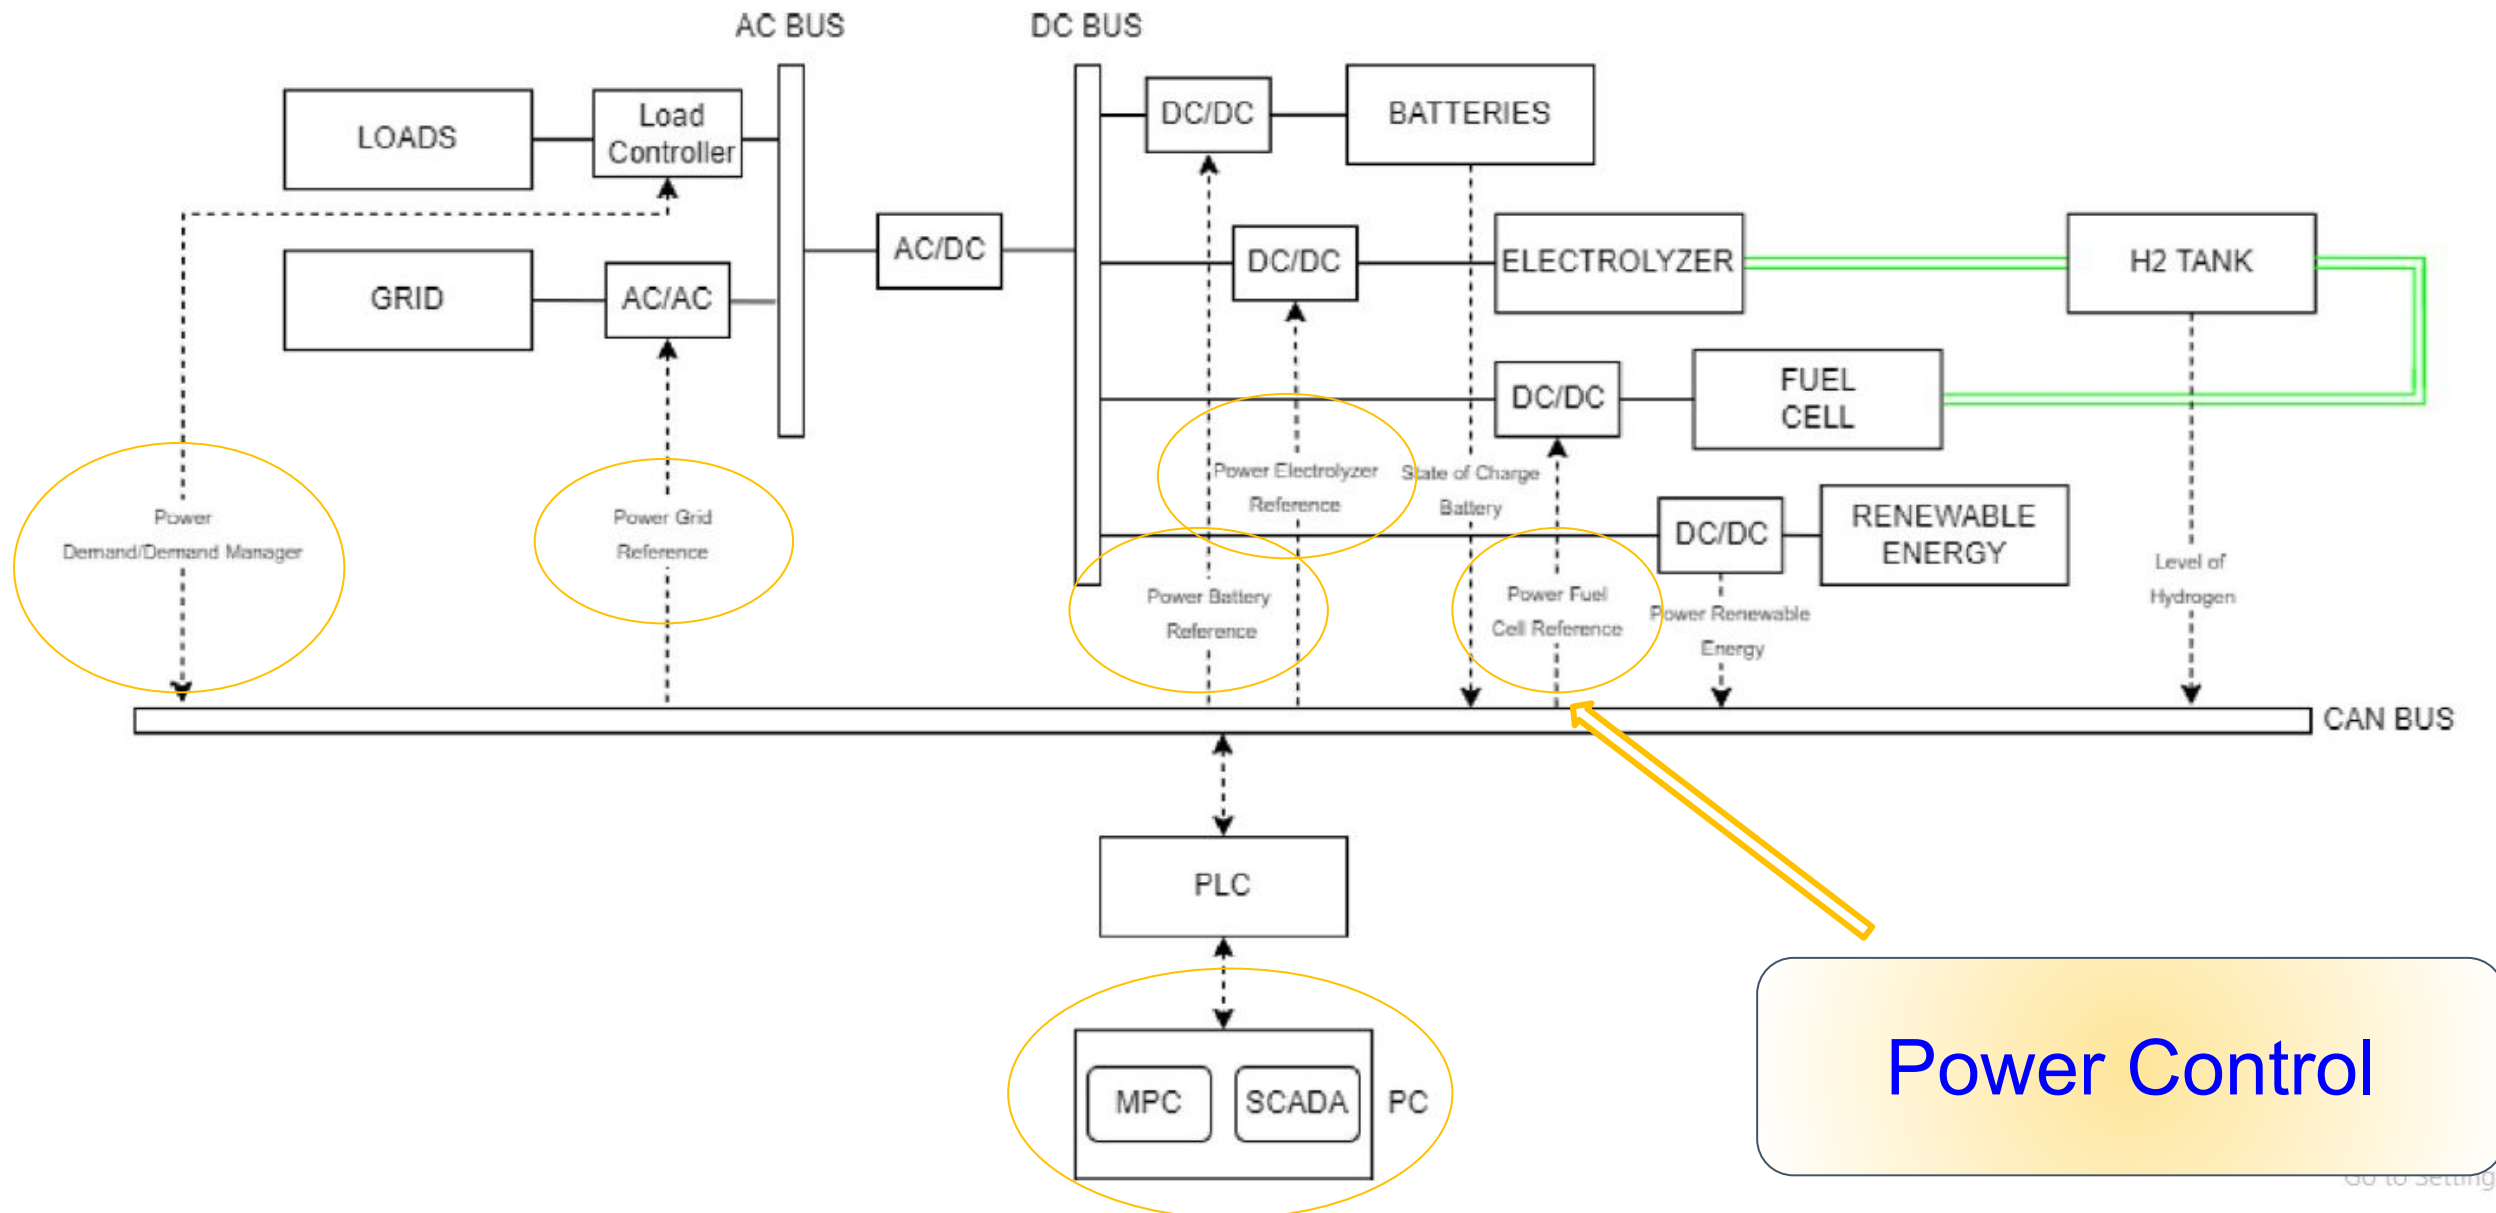 AC BUS
DC BUS
LOADS
Load
Controller
DC/DC
BATTERIES
GRID
AC/AC
AC/DC
DC/DC
ELECTROLYZER
H2 TANK
DC/DC
FUEL
CELL
Power
Demand/Demand Manager
Power Grid
Reference
Power Electrolyzer
Reference
State of Charge
Battery
DC/DC
RENEWABLE
ENERGY
Power Battery
Reference
Power Fuel
Cell Reference
Power Renewable
Energy
Level of
Hydrogen
CAN BUS
PLC
MPC
SCADA
PC
Power Control
Go to Setting